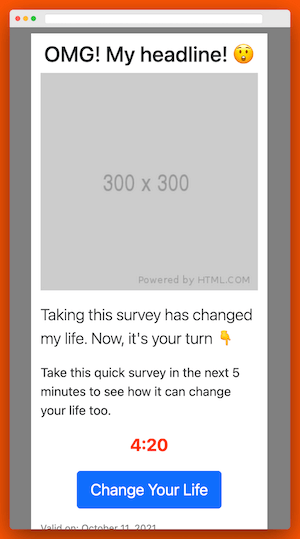 OMG! My headline! 😲
300 x 300
Powered by HTML.COM
Taking this survey has changed
my life. Now, it's your turn 👇
Take this quick survey in the next 5
minutes to see how it can change
your life too.
4:20
Change Your Life
Valid on: October 11, 2021